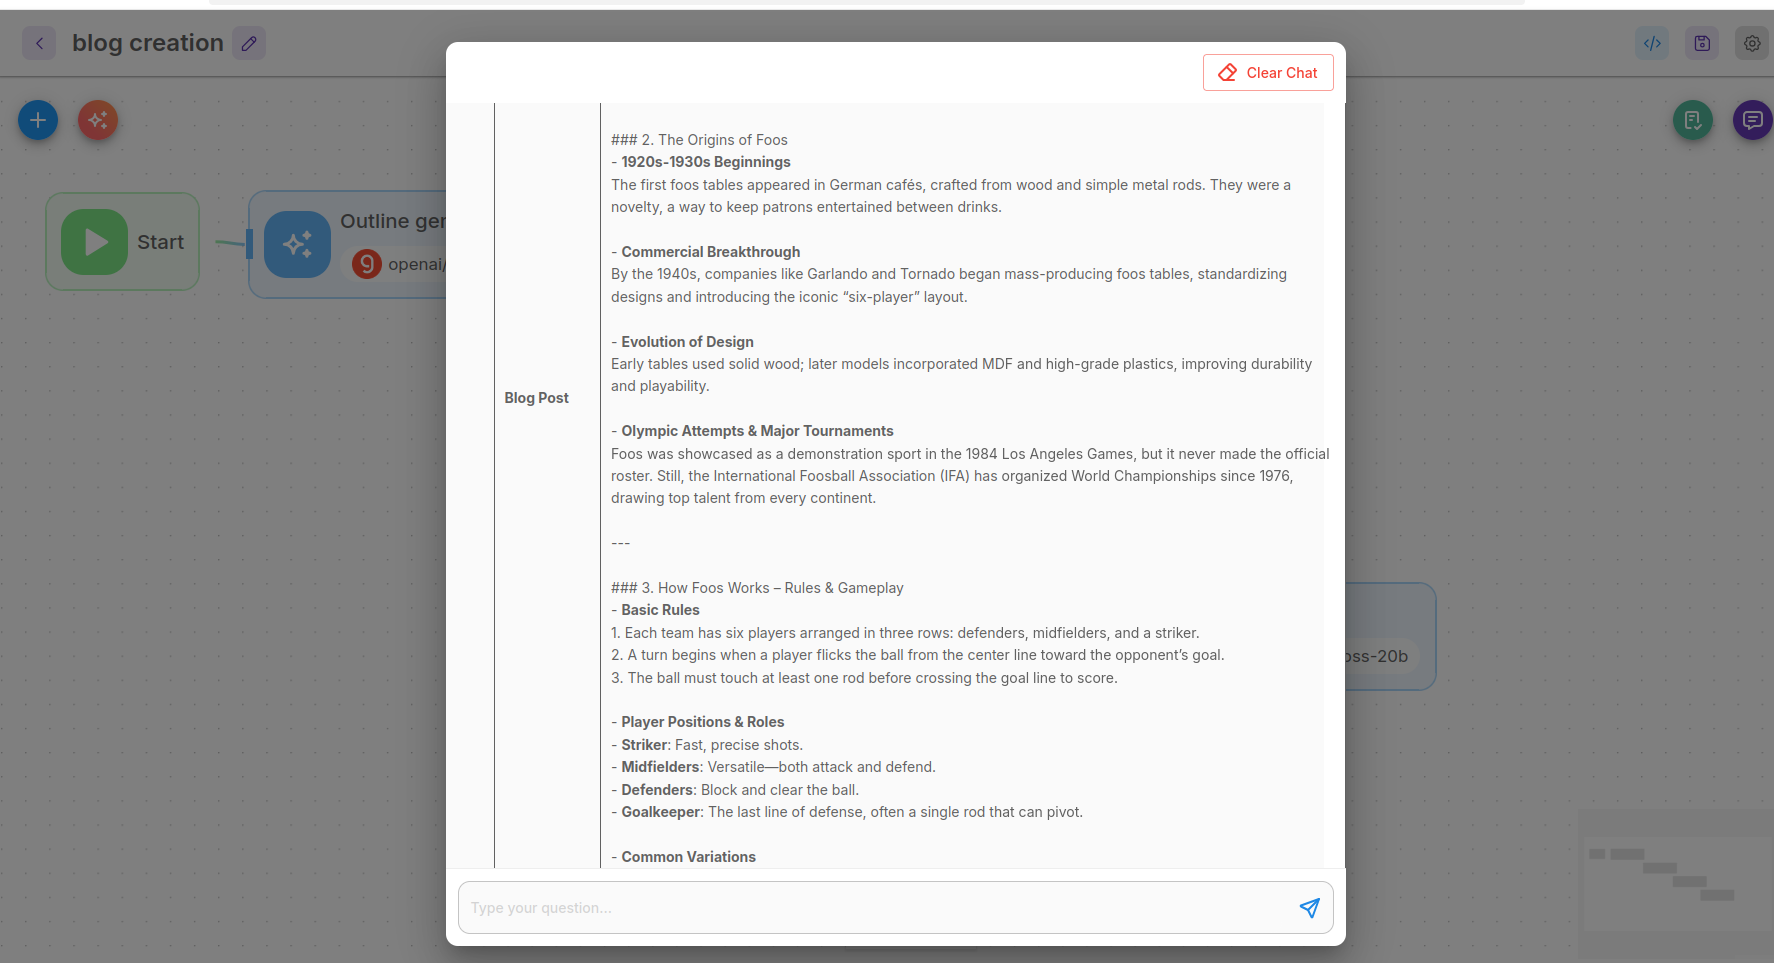 blog creation
Clear Chat
Start
Outline ger
openai/
Blog Post
### 2. The Origins of Foos
- 1920s-1930s Beginnings
The first foos tables appeared in German cafés, crafted from wood and simple metal rods. They were a
novelty, a way to keep patrons entertained between drinks.
- Commercial Breakthrough
By the 1940s, companies like Garlando and Tornado began mass-producing foos tables, standardizing
designs and introducing the iconic “six-player” layout.
- Evolution of Design
Early tables used solid wood; later models incorporated MDF and high-grade plastics, improving durability
and playability.
- Olympic Attempts & Major Tournaments
Foos was showcased as a demonstration sport in the 1984 Los Angeles Games, but it never made the official
roster. Still, the International Foosball Association (IFA) has organized World Championships since 1976,
drawing top talent from every continent.
---
### 3. How Foos Works – Rules & Gameplay
- Basic Rules
1. Each team has six players arranged in three rows: defenders, midfielders, and a striker.
2. A turn begins when a player flicks the ball from the center line toward the opponent’s goal.
3. The ball must touch at least one rod before crossing the goal line to score.
- Player Positions & Roles
- Striker: Fast, precise shots.
- Midfielders: Versatile—both attack and defend.
- Defenders: Block and clear the ball.
- Goalkeeper: The last line of defense, often a single rod that can pivot.
- Common Variations
oss-20b
Type your question...